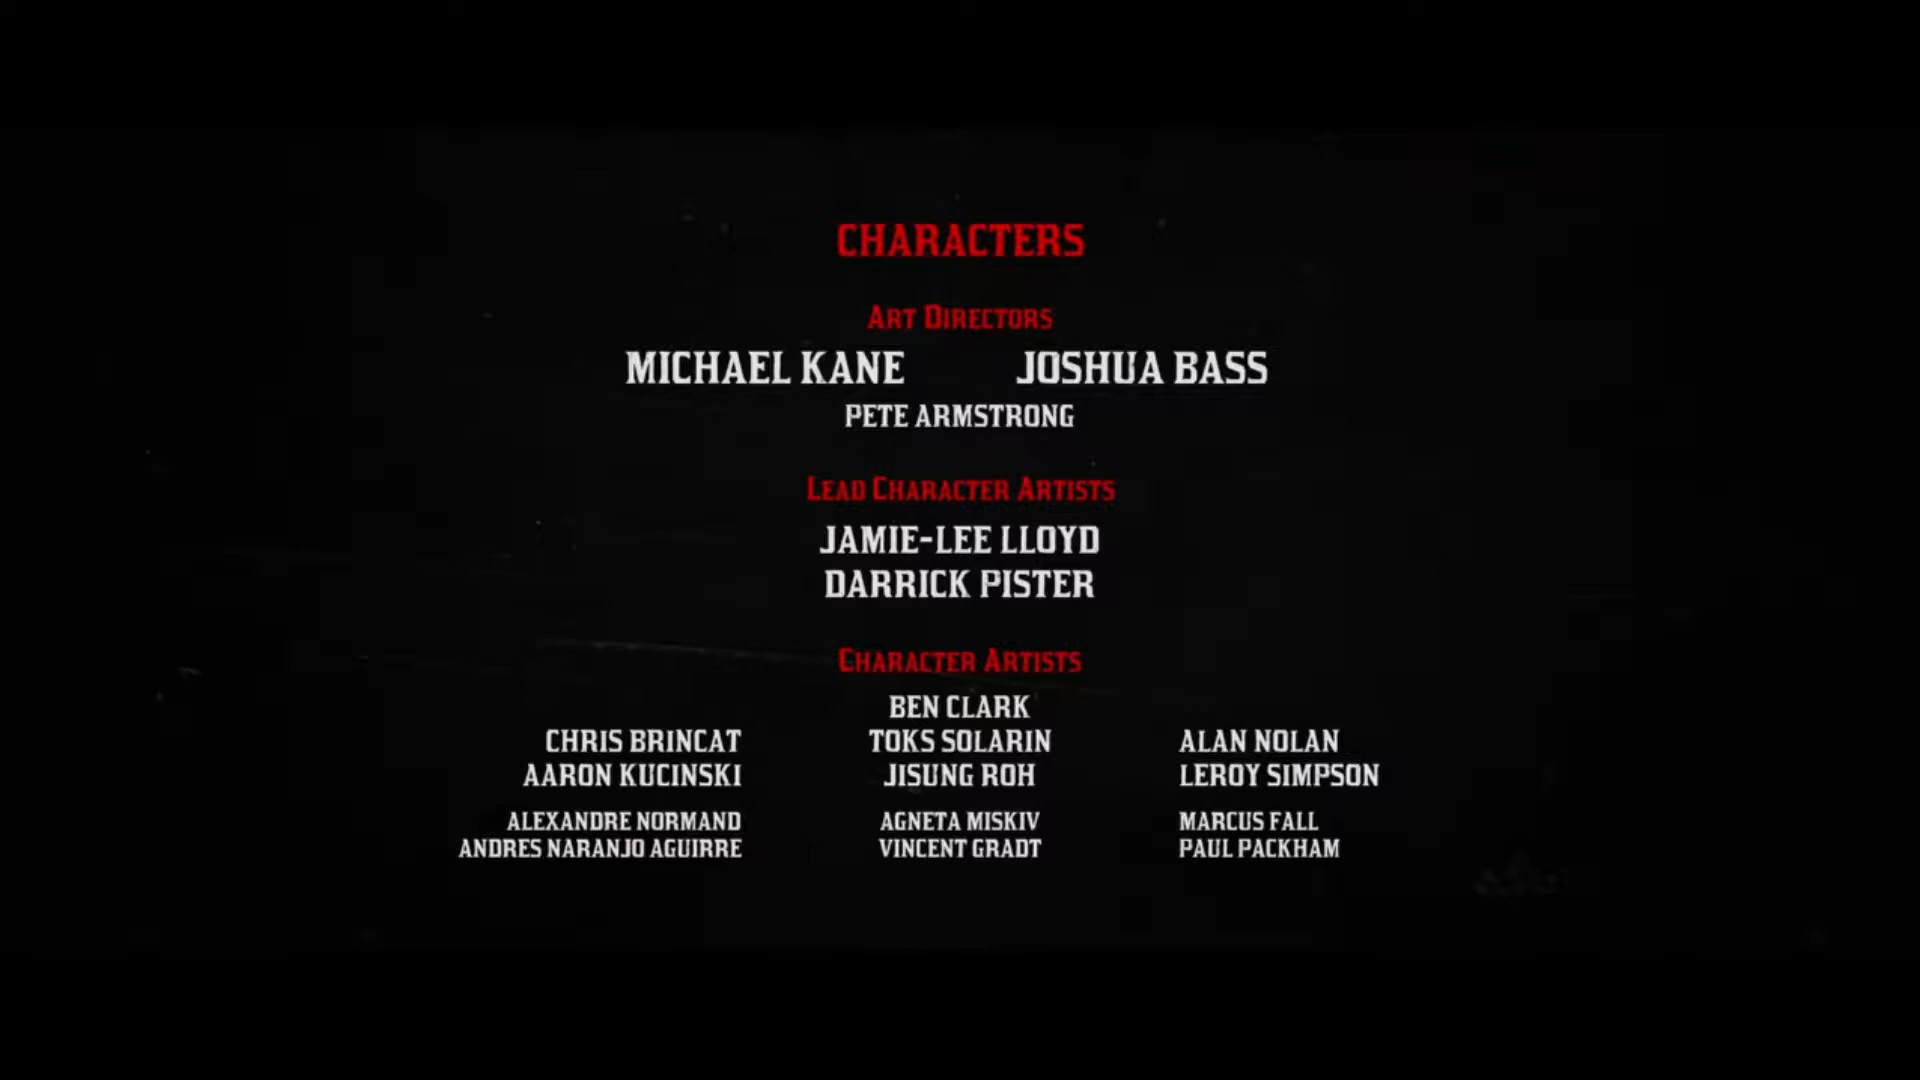 CHARACTERS
ART DIRECTORS
MICHAEL KANE JOSHUA BASS
PETE ARMSTRONG
LEAD CHARACTER ARTISTS
JAMIE-LEE LLOYD
DARRICK PISTER
CHARACTER ARTISTS
BEN CLARK
CHRIS BRINCAT TOKS SOLARIN ALAN NOLAN
AARON KUCINSKI JISUNG ROH LEROY SIMPSON
ALEXANDRE NORMAND AGNETA MISKIV MARCUS FALL
ANDRES NARANJO AGUIRRE VINCENT GRADT PAUL PACKHAM